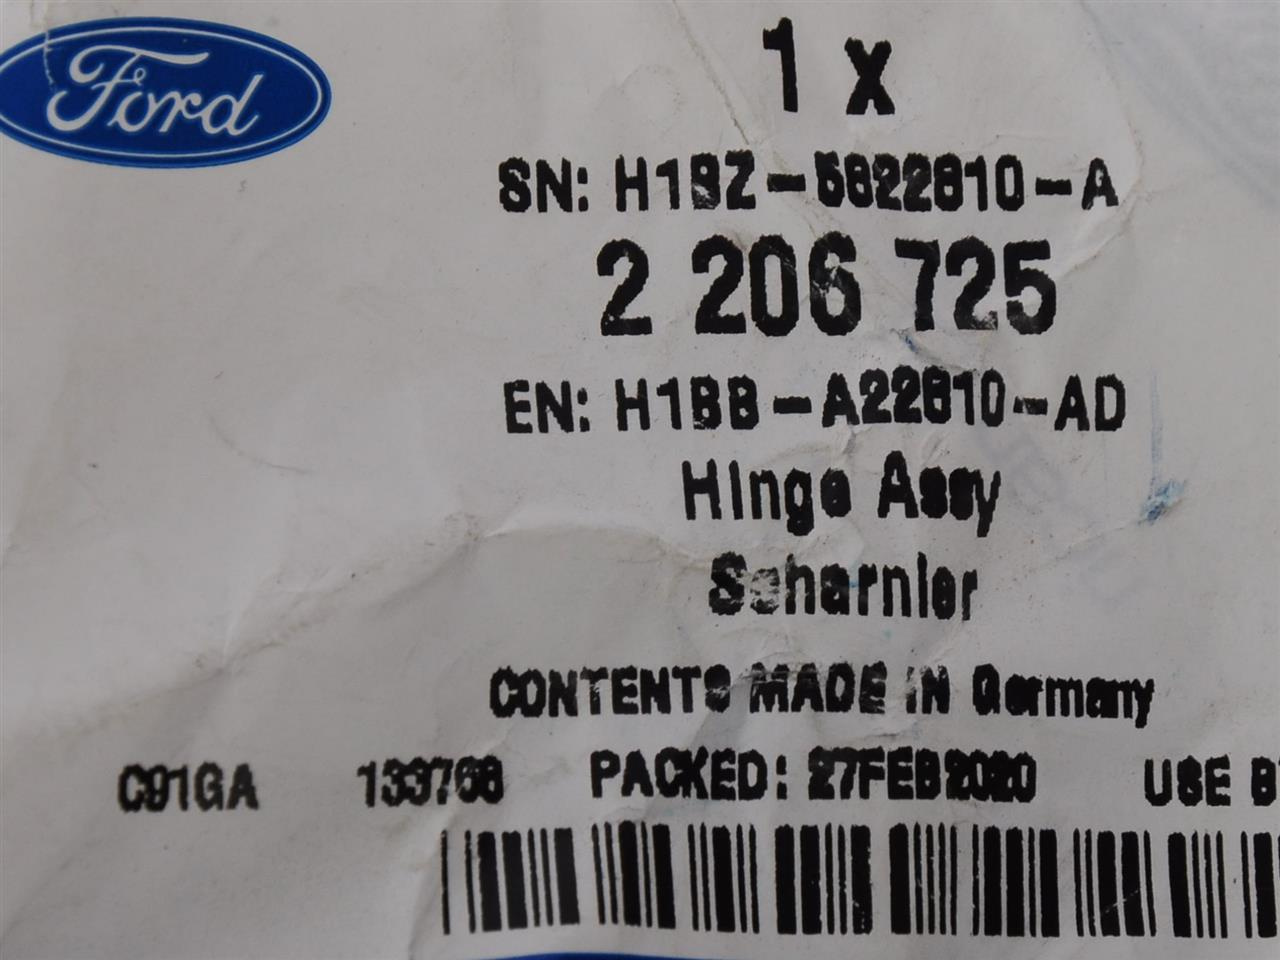 Ford
1 x
SN: H1BZ-5822810-A
2 206 725
EN: H1BB-A22810-AD
Hinge Assy
Scharnier
CONTENTS MADE IN Germany
C91GA 133768 PACKED: 27FEB2020 USE